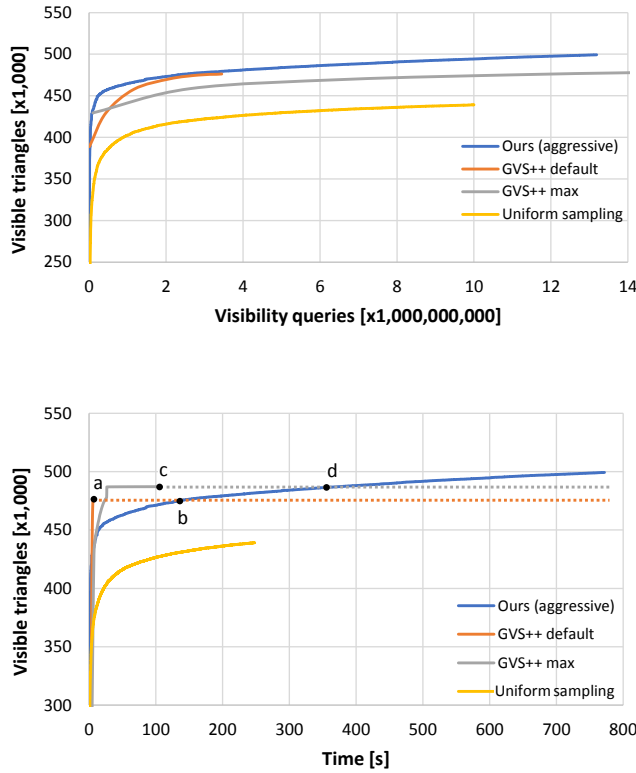 Visible triangles [x1,000]
550
500
450
400
350
300
250
0 2 4 6 8 10 12 14
Visibility queries [x1,000,000,000]
Ours (aggressive)
GVS++ default
GVS++ max
Uniform sampling
Visible triangles [x1,000]
550
500
450
400
350
300
0 100 200 300 400 500 600 700 800
Time [s]
a
c
d
b
Ours (aggressive)
GVS++ default
GVS++ max
Uniform sampling